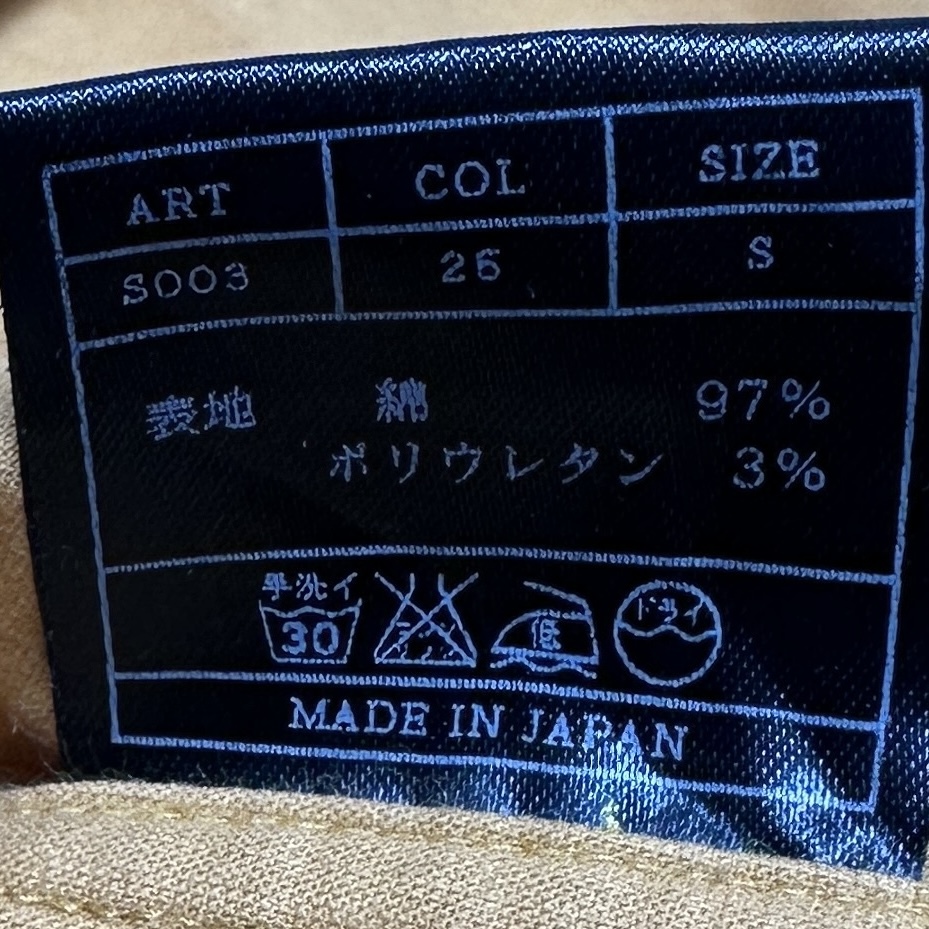 ART COL SIZE
S003 26 S
表地 綿 97%
ポリウレタン 3%
手洗イ
30 低 ドライ
MADE IN JAPAN